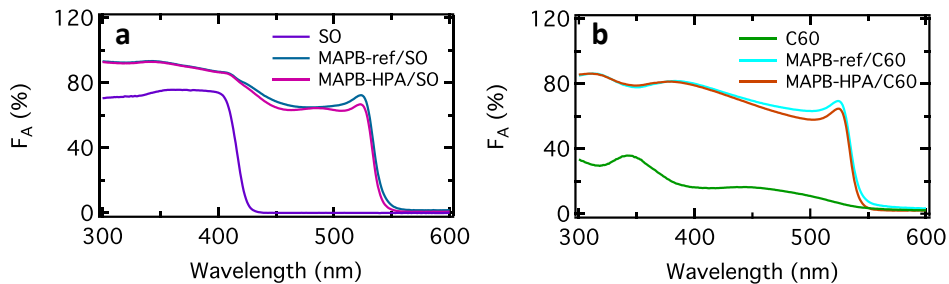 a
SO
MAPB-ref/SO
MAPB-HPA/SO
120
80
40
0
F_A (%)
300 400 500 600
Wavelength (nm)
b
C60
MAPB-ref/C60
MAPB-HPA/C60
120
80
40
0
F_A (%)
300 400 500 600
Wavelength (nm)